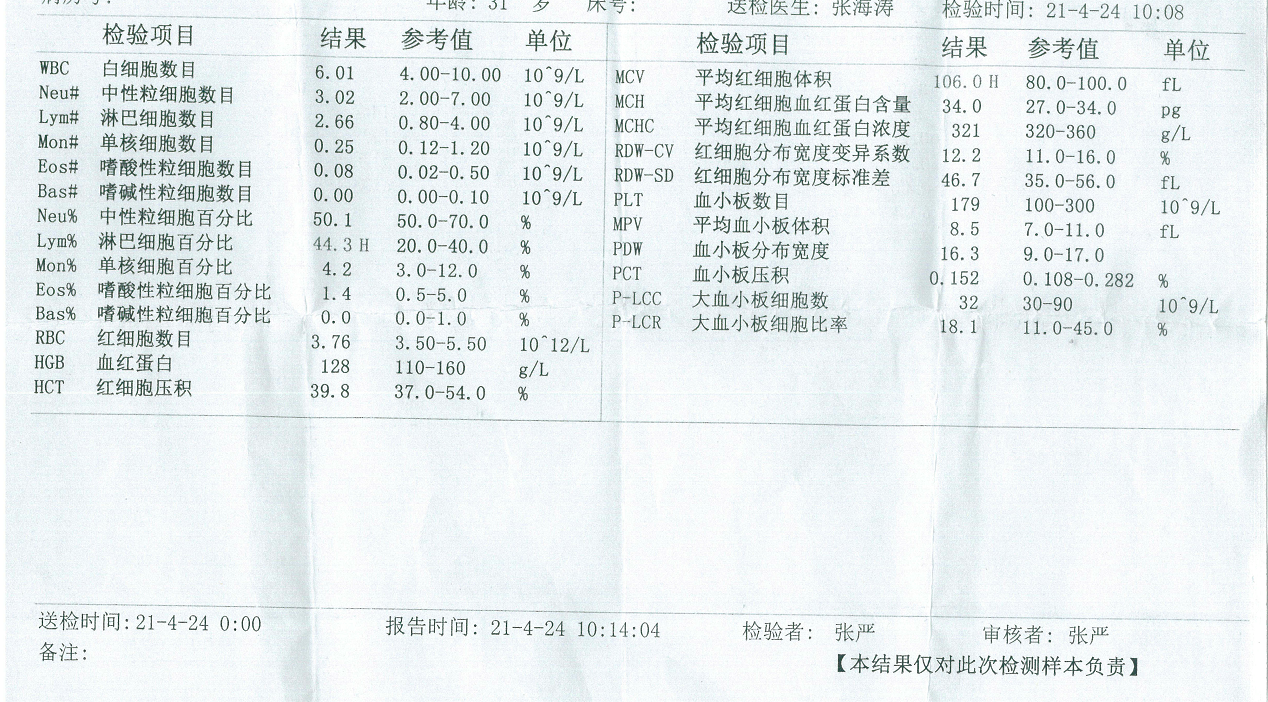 年龄: 31 岁 床号: 送检医生: 张海涛 检验时间: 21-4-24 10:08
检验项目 结果 参考值 单位
WBC 白细胞数目 6.01 4.00-10.00 10^9/L
Neu# 中性粒细胞数目 3.02 2.00-7.00 10^9/L
Lym# 淋巴细胞数目 2.66 0.80-4.00 10^9/L
Mon# 单核细胞数目 0.25 0.12-1.20 10^9/L
Eos# 嗜酸性粒细胞数目 0.08 0.02-0.50 10^9/L
Bas# 嗜碱性粒细胞数目 0.00 0.00-0.10 10^9/L
Neu% 中性粒细胞百分比 50.1 50.0-70.0 %
Lym% 淋巴细胞百分比 44.3 H 20.0-40.0 %
Mon% 单核细胞百分比 4.2 3.0-12.0 %
Eos% 嗜酸性粒细胞百分比 1.4 0.5-5.0 %
Bas% 嗜碱性粒细胞百分比 0.0 0.0-1.0 %
RBC 红细胞数目 3.76 3.50-5.50 10^12/L
HGB 血红蛋白 128 110-160 g/L
HCT 红细胞压积 39.8 37.0-54.0 %
检验项目 结果 参考值 单位
MCV 平均红细胞体积 106.0 H 80.0-100.0 fL
MCH 平均红细胞血红蛋白含量 34.0 27.0-34.0 pg
MCHC 平均红细胞血红蛋白浓度 321 320-360 g/L
RDW-CV 红细胞分布宽度变异系数 12.2 11.0-16.0 %
RDW-SD 红细胞分布宽度标准差 46.7 35.0-56.0 fL
PLT 血小板数目 179 100-300 10^9/L
MPV 平均血小板体积 8.5 7.0-11.0 fL
PDW 血小板分布宽度 16.3 9.0-17.0
PCT 血小板压积 0.152 0.108-0.282 %
P-LCC 大血小板细胞数 32 30-90 10^9/L
P-LCR 大血小板细胞比率 18.1 11.0-45.0 %
送检时间: 21-4-24 0:00 报告时间: 21-4-24 10:14:04 检验者: 张严 审核者: 张严
备注:
【本结果仅对此次检测样本负责】